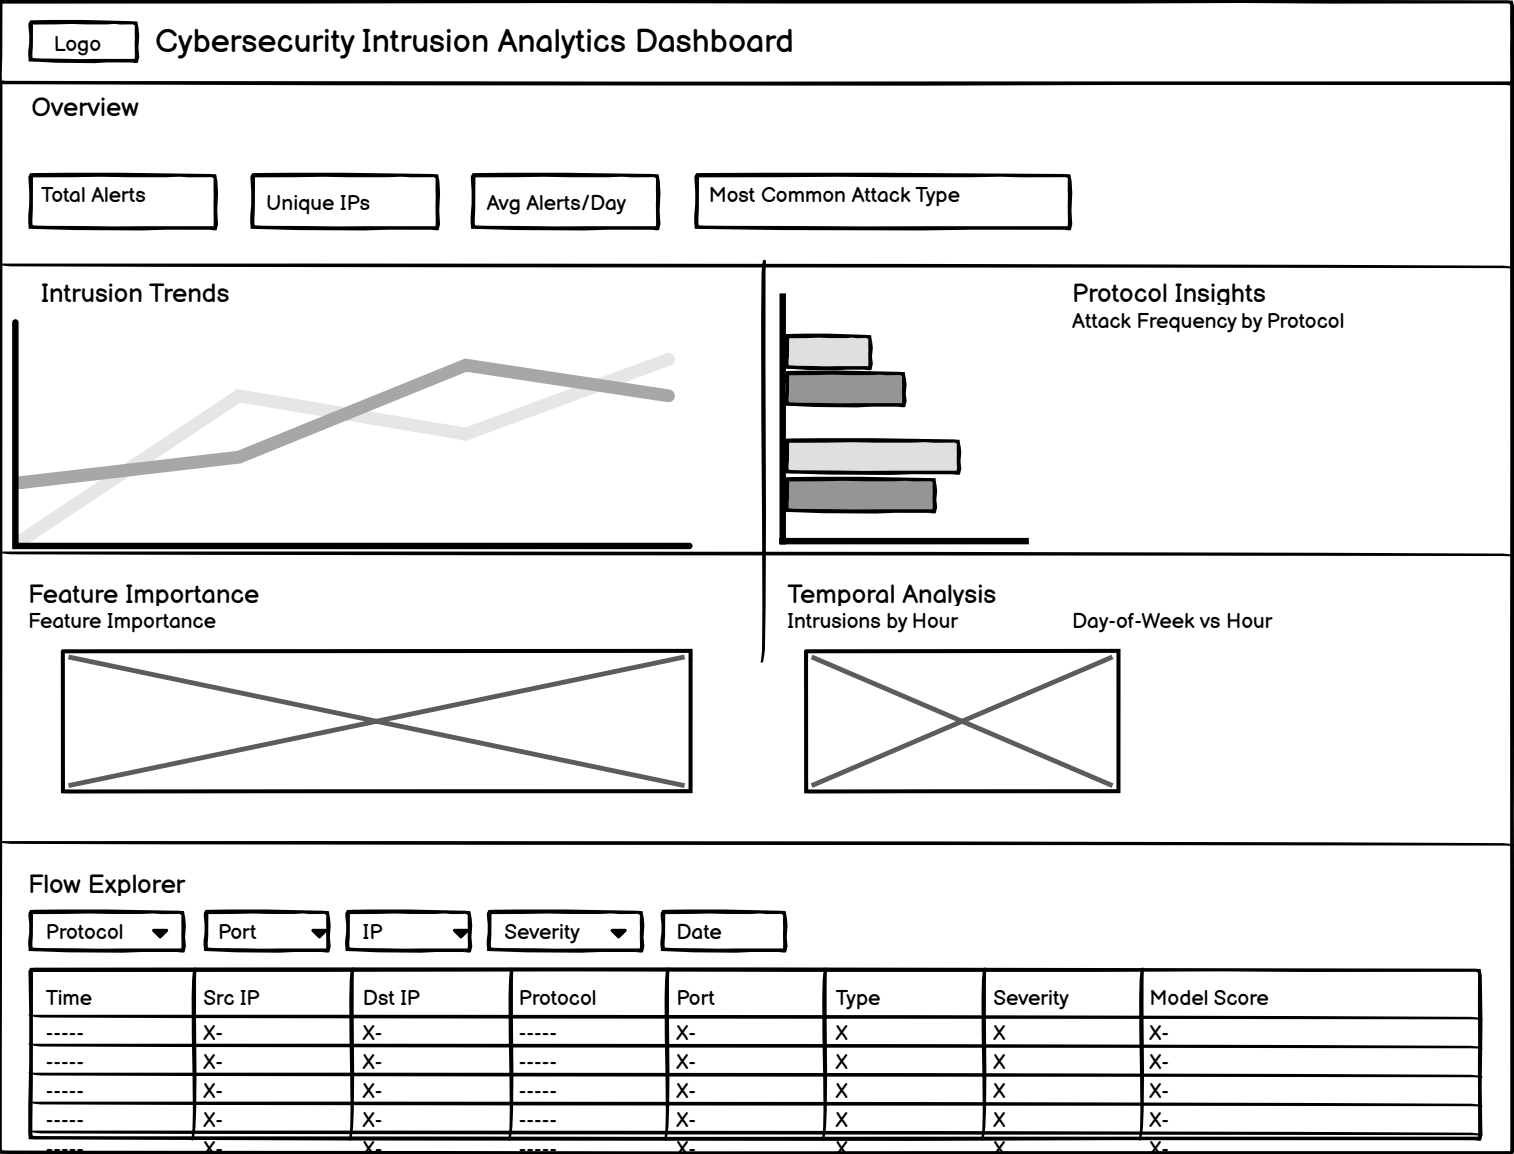 Logo
Cybersecurity Intrusion Analytics Dashboard
Overview
Total Alerts
Unique IPs
Avg Alerts/Day
Most Common Attack Type
Intrusion Trends
Protocol Insights
Attack Frequency by Protocol
Feature Importance
Feature Importance
Temporal Analysis
Intrusions by Hour
Day-of-Week vs Hour
Flow Explorer
Protocol
Port
IP
Severity
Date
Time Src IP Dst IP Protocol Port Type Severity Model Score
----- X- X- ----- X- X X X-
----- X- X- ----- X- X X X-
----- X- X- ----- X- X X X-
----- X- X- ----- X- X X X-
----- X- X- ----- X- X X X-